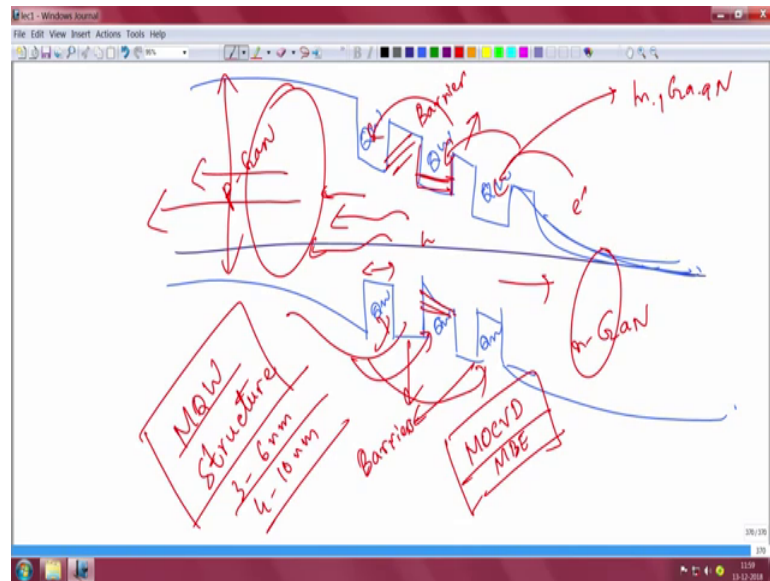 lec1 - Windows Journal
File Edit View Insert Actions Tools Help
96%
B I
Barrier
QW
QW
QW
In, Ga, N
P-GaN
e'
h
QW
QW
QW
n-GaN
MQW
Structure
3-6nm
4-10nm
Barrier
MOCVD
MBE
370/370
370
11:59
13-12-2018